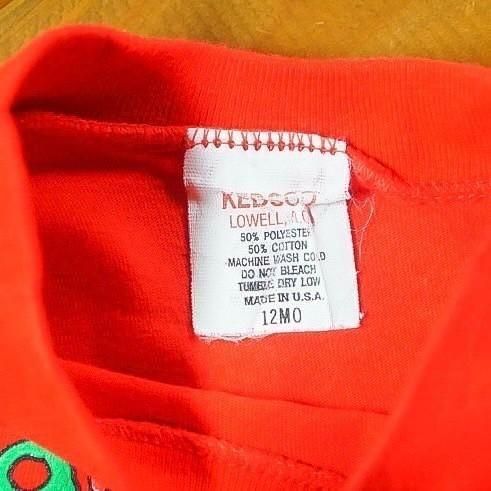 LOWELL,
50% POLYESTER
50% COTTON
MACHINE WASH COLD
DO NOT BLEACH
TUMBLE DRY LOW
MADE IN U.S.A.
12MO